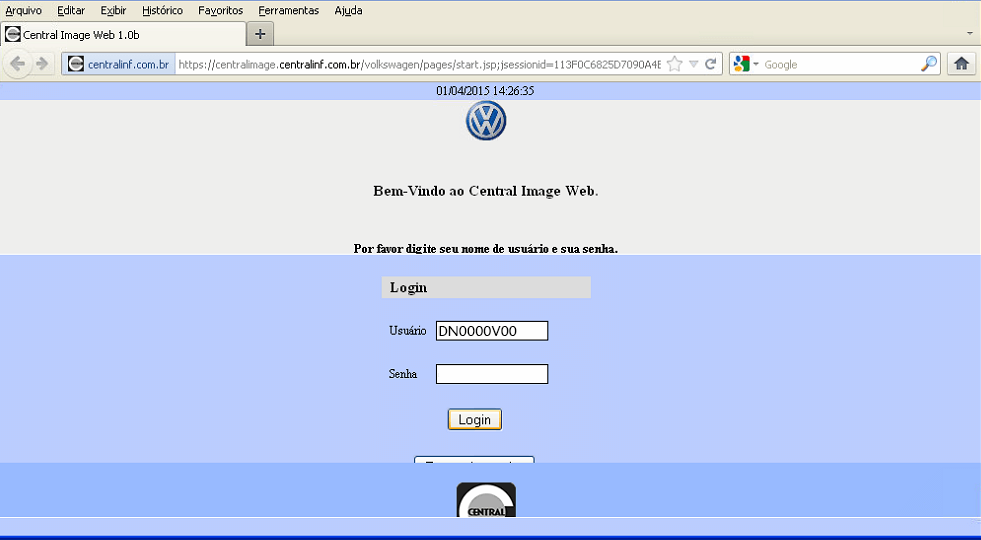 Arquivo Editar Exibir Histórico Favoritos Ferramentas Ajuda
Central Image Web 1.0b
centralinf.com.br https://centralimage.centralinf.com.br/volkswagen/pages/start.jsp;jsessionid=113F0C6825D7090A4E Google
01/04/2015 14:26:35
Bem-Vindo ao Central Image Web.
Por favor digite seu nome de usuário e sua senha.
Login
Usuário DN0000V00
Senha
Login
CENTRAL